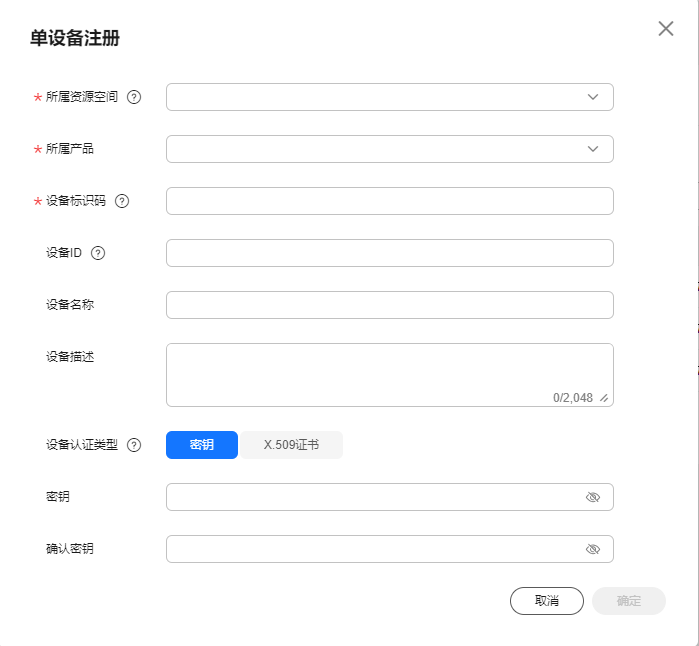 单设备注册
* 所属资源空间 ?
* 所属产品
* 设备标识码 ?
设备ID ?
设备名称
设备描述
0/2,048
设备认证类型 ? 密钥 X.509证书
密钥
确认密钥
取消 确定